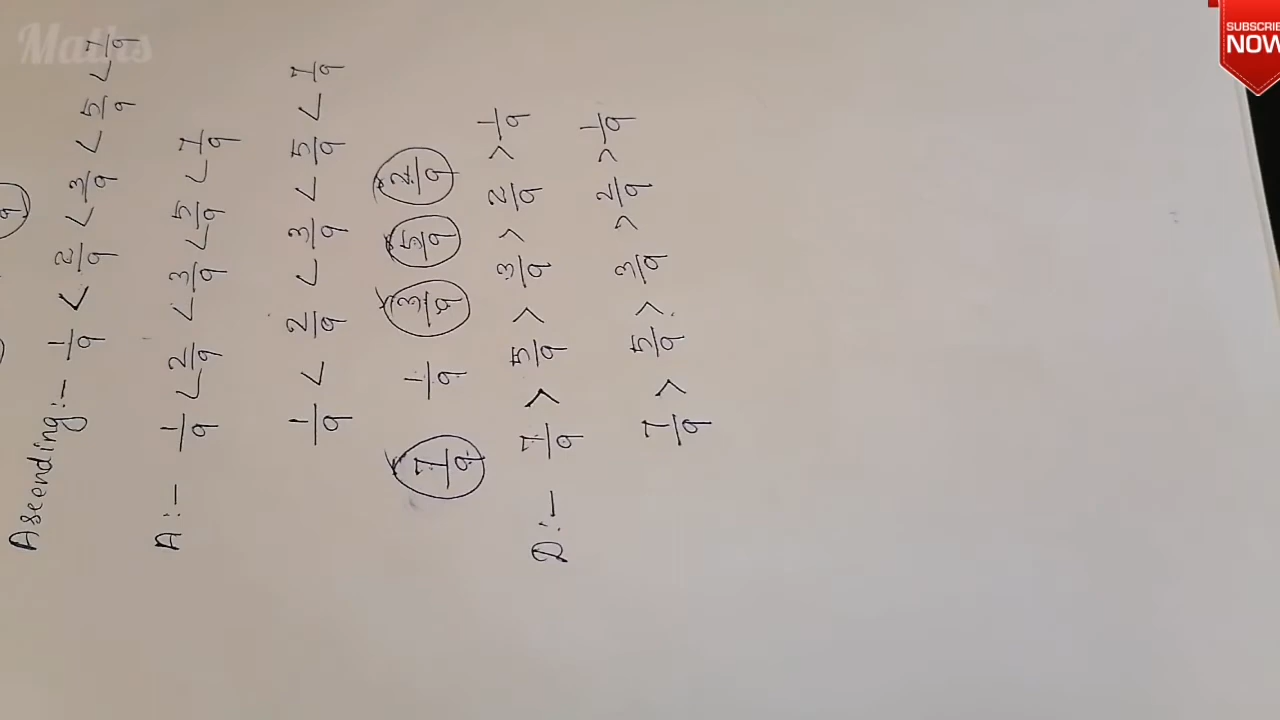 Maths
SUBSCRIBE
NOW
9
Ascending:- 1/9 < 2/9 < 3/9 < 5/9 < 7/9
A:- 1/9 < 2/9 < 3/9 < 5/9 < 7/9
1/9 < 2/9 < 3/9 < 5/9 < 7/9
7/9 1/9 3/9 5/9 2/9
D:- 7/9 > 5/9 > 3/9 > 2/9 > 1/9
7/9 > 5/9 > 3/9 > 2/9 > 1/9